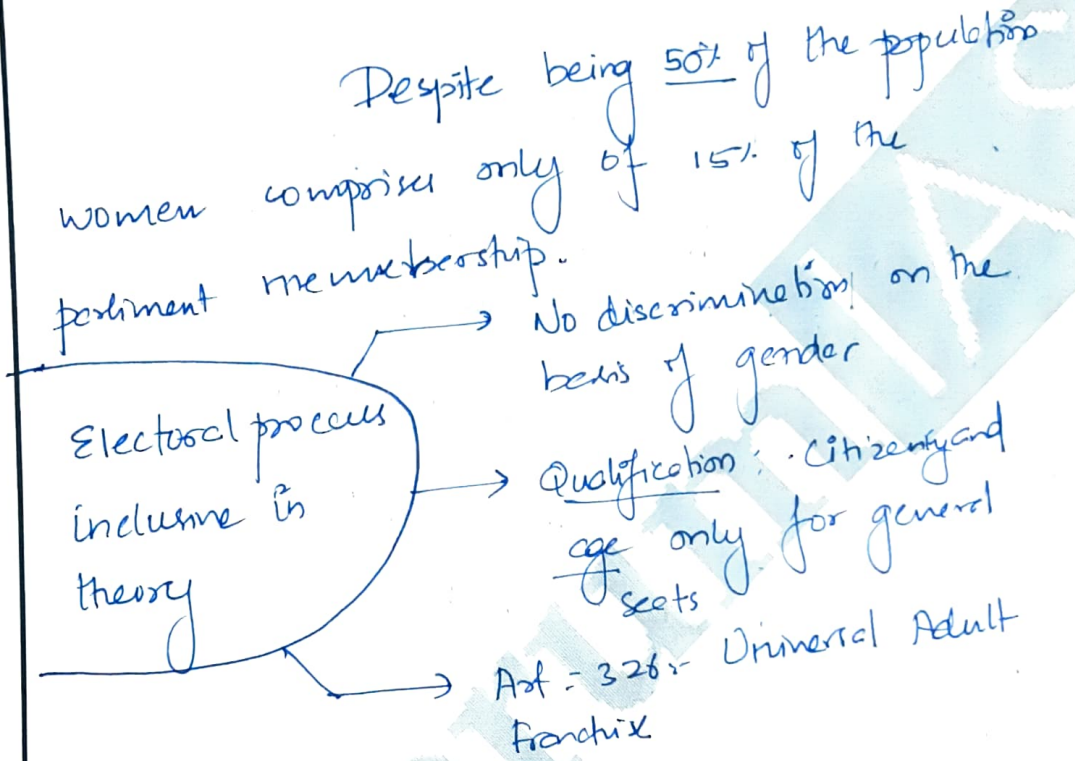 Despite being 50% of the population
women comprises only of 15% of the
parliment membership.
Electoral process
inclusive in
theory
→ No discrimination on the
basis of gender
→ Qualification : Citizenry and
age only for general
seats
→ Art - 326 :- Universal Adult
Franchise